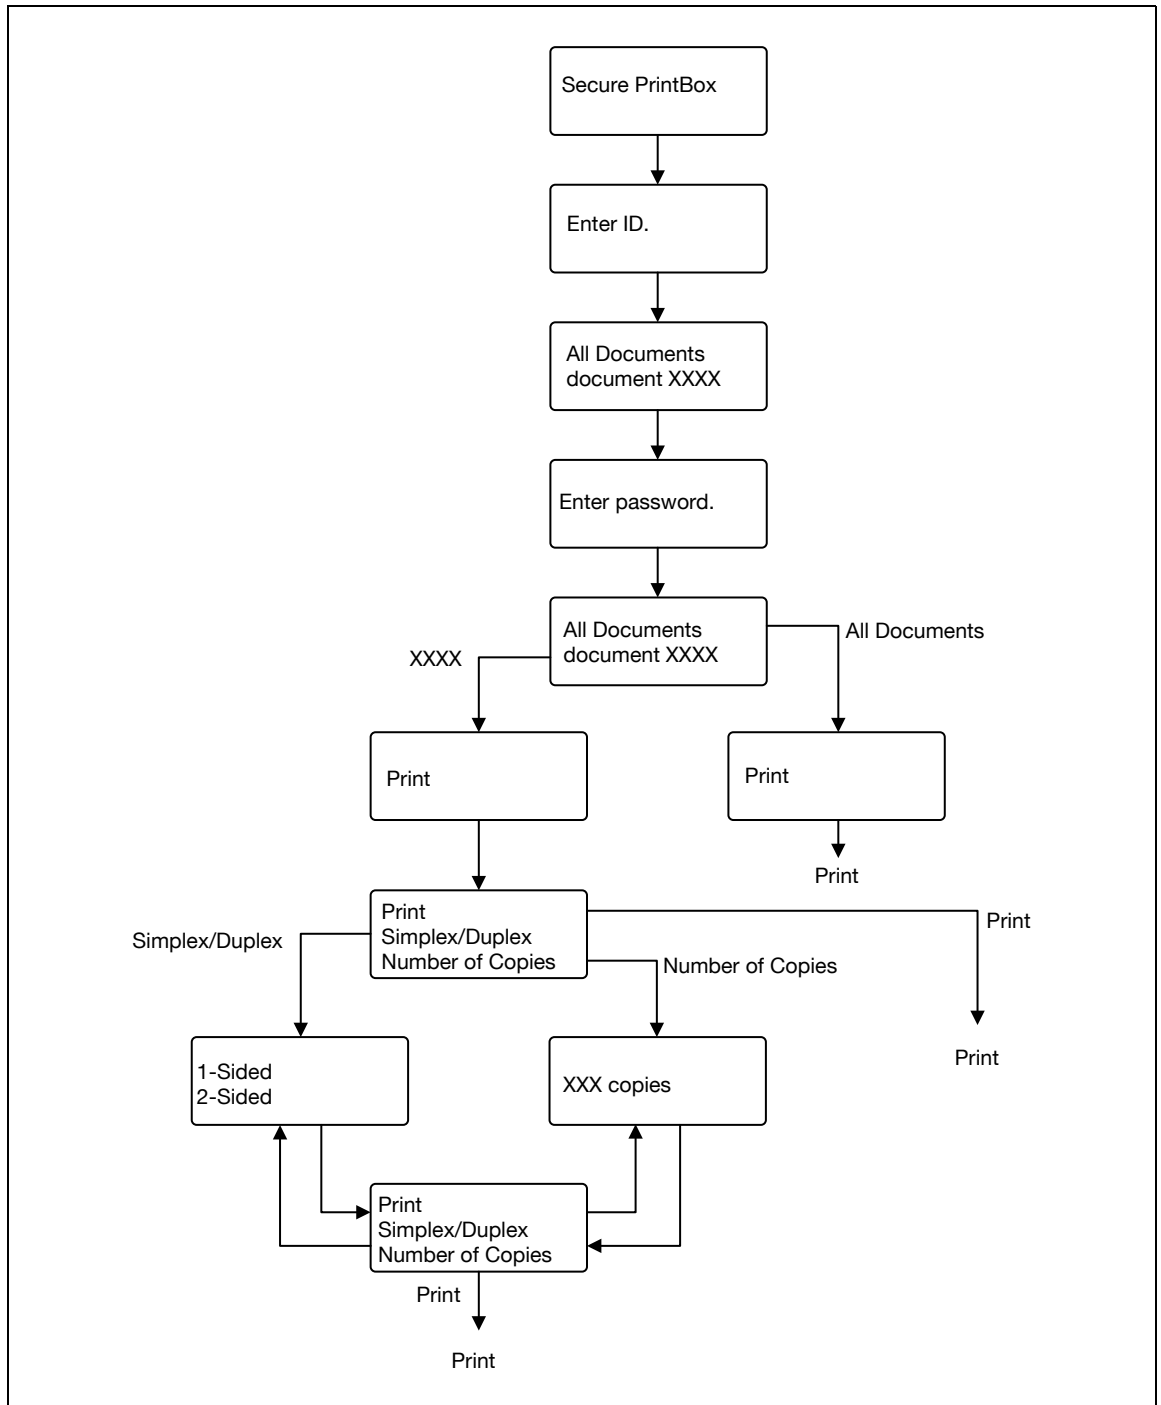 Secure PrintBox
Enter ID.
All Documents
document XXXX
Enter password.
All Documents
document XXXX
All Documents
XXXX
Print
Print
Print
Print
Simplex/Duplex
Number of Copies
Print
Simplex/Duplex
Number of Copies
Print
1-Sided
2-Sided
XXX copies
Print
Simplex/Duplex
Number of Copies
Print
Print